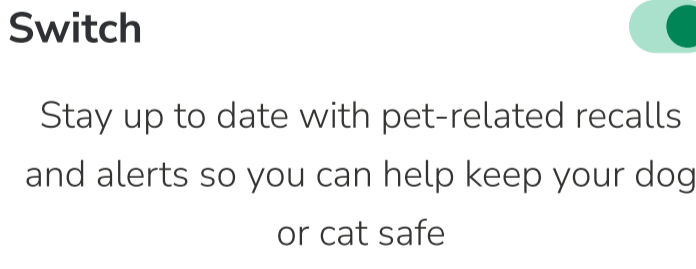 Switch
Stay up to date with pet-related recalls
and alerts so you can help keep your dog
or cat safe